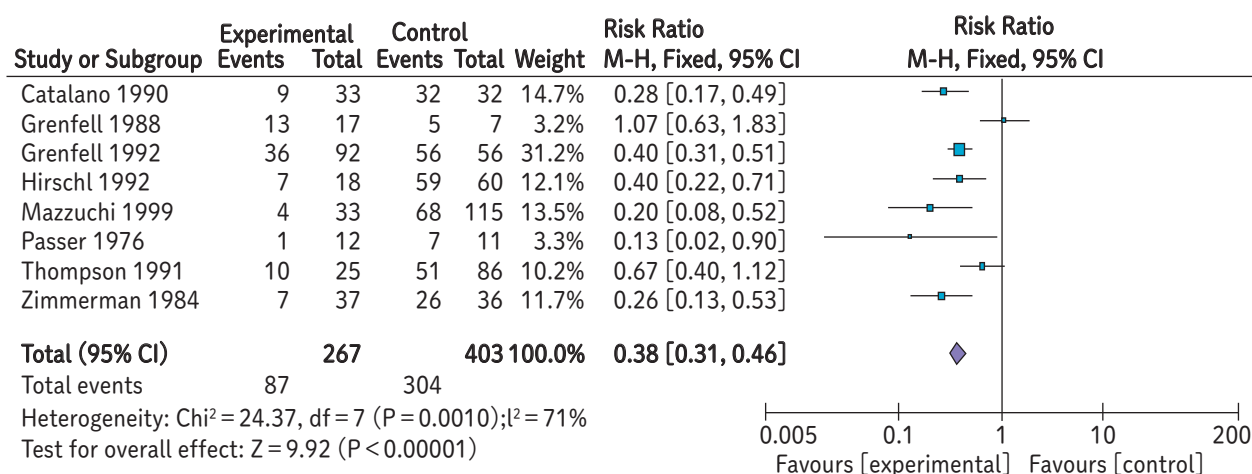 Experimental Control Risk Ratio Risk Ratio
Study or Subgroup Events Total Events Total Weight M-H, Fixed, 95% CI M-H, Fixed, 95% CI
Catalano 1990 9 33 32 32 14.7% 0.28 [0.17, 0.49]
Grenfell 1988 13 17 5 7 3.2% 1.07 [0.63, 1.83]
Grenfell 1992 36 92 56 56 31.2% 0.40 [0.31, 0.51]
Hirschl 1992 7 18 59 60 12.1% 0.40 [0.22, 0.71]
Mazzuchi 1999 4 33 68 115 13.5% 0.20 [0.08, 0.52]
Passer 1976 1 12 7 11 3.3% 0.13 [0.02, 0.90]
Thompson 1991 10 25 51 86 10.2% 0.67 [0.40, 1.12]
Zimmerman 1984 7 37 26 36 11.7% 0.26 [0.13, 0.53]
Total (95% CI) 267 403 100.0% 0.38 [0.31, 0.46]
Total events 87 304
Heterogeneity: Chi² = 24.37, df = 7 (P = 0.0010);I² = 71%
Test for overall effect: Z = 9.92 (P < 0.00001)
0.005 0.1 1 10 200
Favours [experimental] Favours [control]